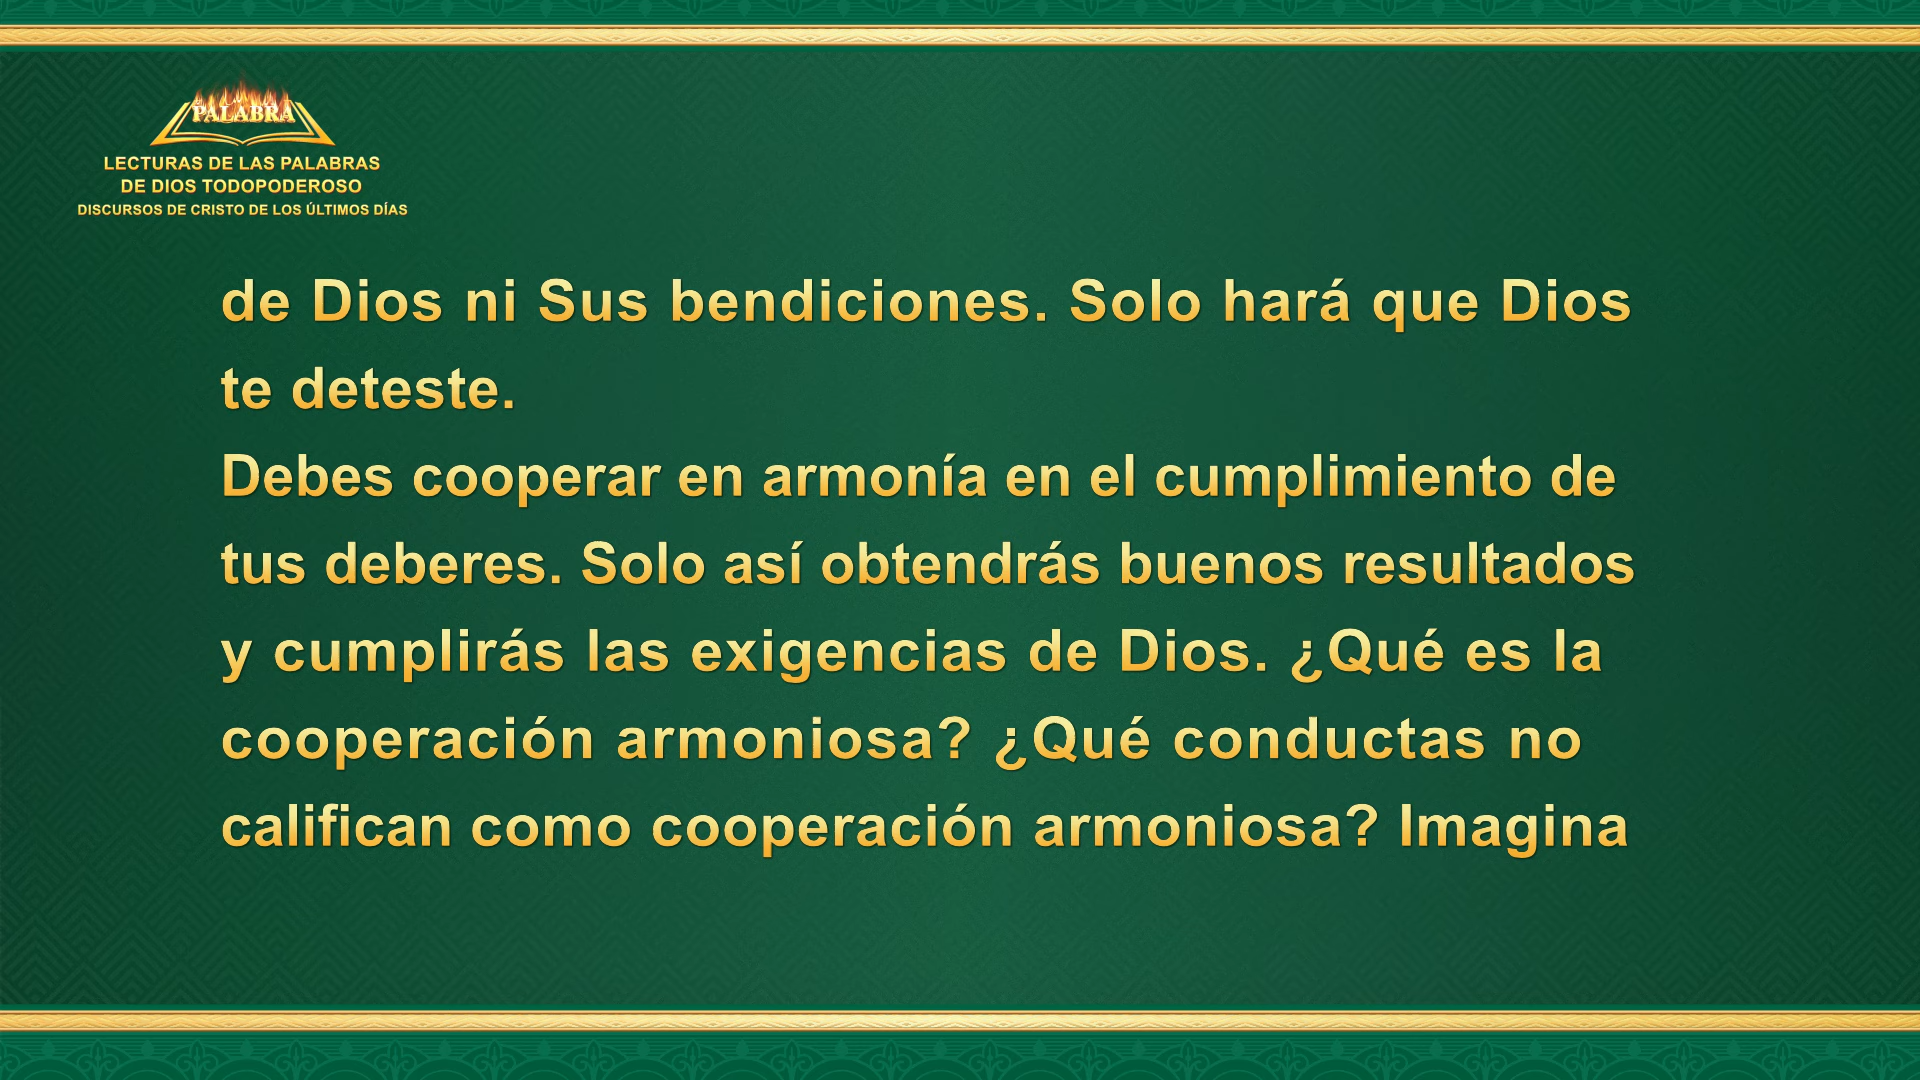 PALABRA
LECTURAS DE LAS PALABRAS
DE DIOS TODOPODEROSO
DISCURSOS DE CRISTO DE LOS ÚLTIMOS DÍAS
de Dios ni Sus bendiciones. Solo hará que Dios
te deteste.
Debes cooperar en armonía en el cumplimiento de
tus deberes. Solo así obtendrás buenos resultados
y cumplirás las exigencias de Dios. ¿Qué es la
cooperación armoniosa? ¿Qué conductas no
califican como cooperación armoniosa? Imagina